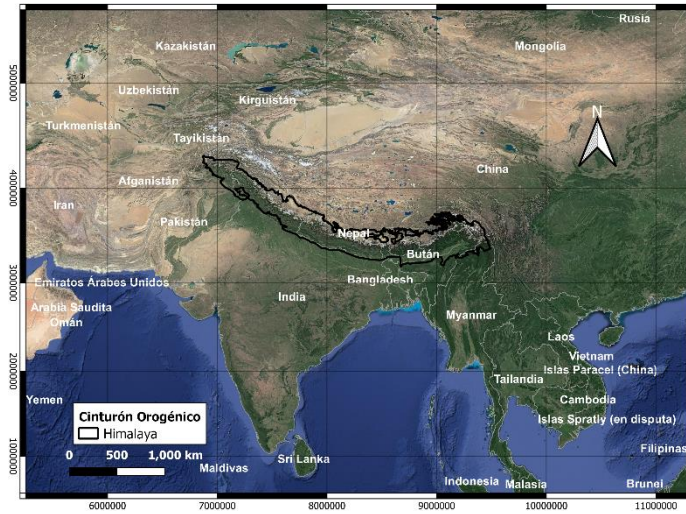 Rusia
Kazakistán
Mongolia
Uzbekistán
Kirguistán
N
Turkmenistán
Tayikistán
China
Afganistán
Iran
Pakistán
Nepal
Bután
Bangladesh
Emiratos Árabes Unidos
India
Arabia Saudita
Omán
Myanmar
Laos
Vietnam
Islas Paracel (China)
Tailandia
Yemen
Camboya
Islas Spratly (en disputa)
Cinturón Orogénico
Himalaya
0 500 1,000 km
Filipinas
Maldivas
Sri Lanka
Indonesia
Malasia
Brunei
5000000
4000000
3000000
2000000
1000000
6000000 7000000 8000000 9000000 10000000 11000000